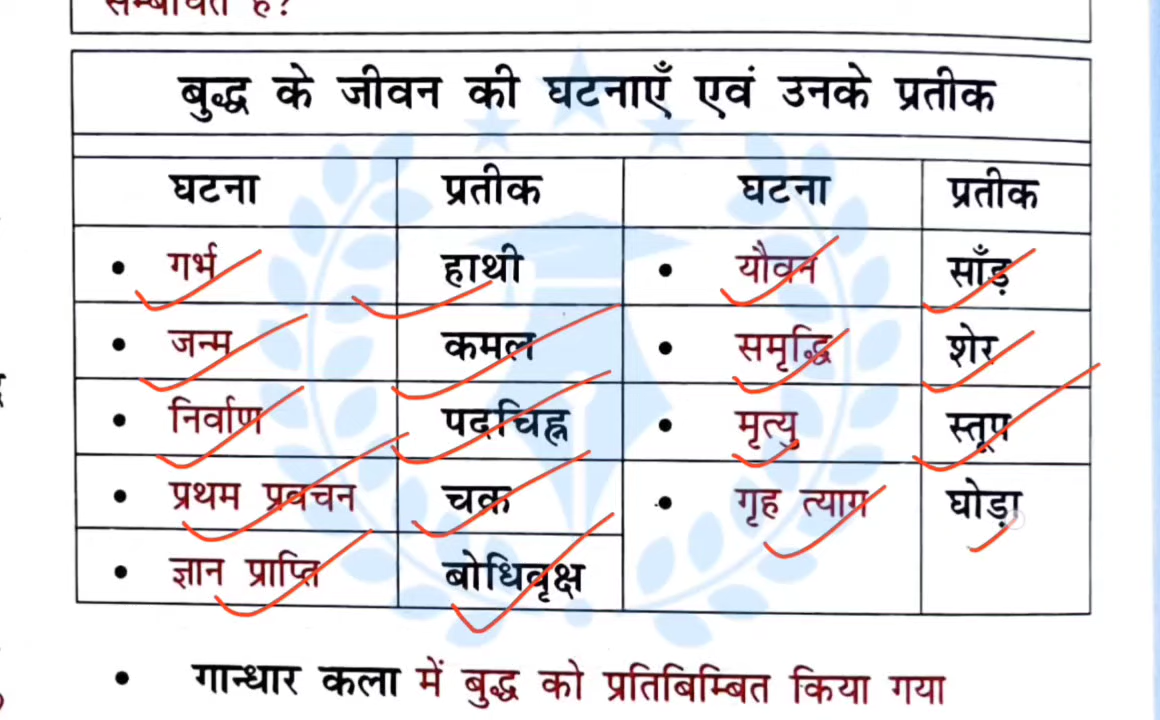 सम्बंधित है?
बुद्ध के जीवन की घटनाएँ एवं उनके प्रतीक
घटना प्रतीक घटना प्रतीक
• गर्भ हाथी • यौवन साँड़
• जन्म कमल • समृद्धि शेर
• निर्वाण पदचिह्न • मृत्यु स्तूप
• प्रथम प्रवचन चक्र • गृह त्याग घोड़ा
• ज्ञान प्राप्ति बोधिवृक्ष
• गान्धार कला में बुद्ध को प्रतिबिम्बित किया गया